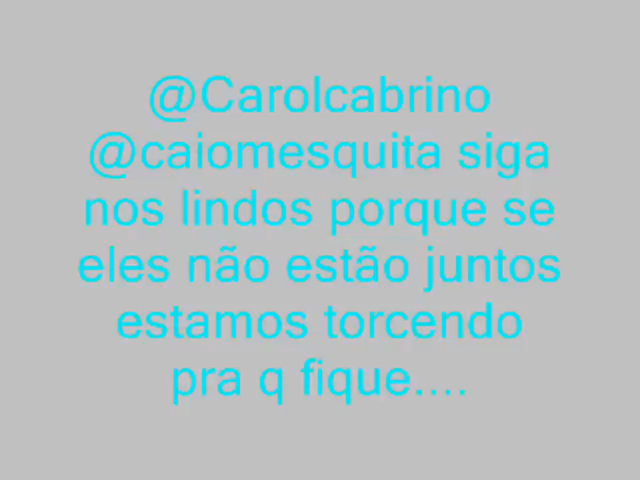 @Carolcabrino
@caiomesquita siga
nos lindos porque se
eles não estão juntos
estamos torcendo
pra q fique....